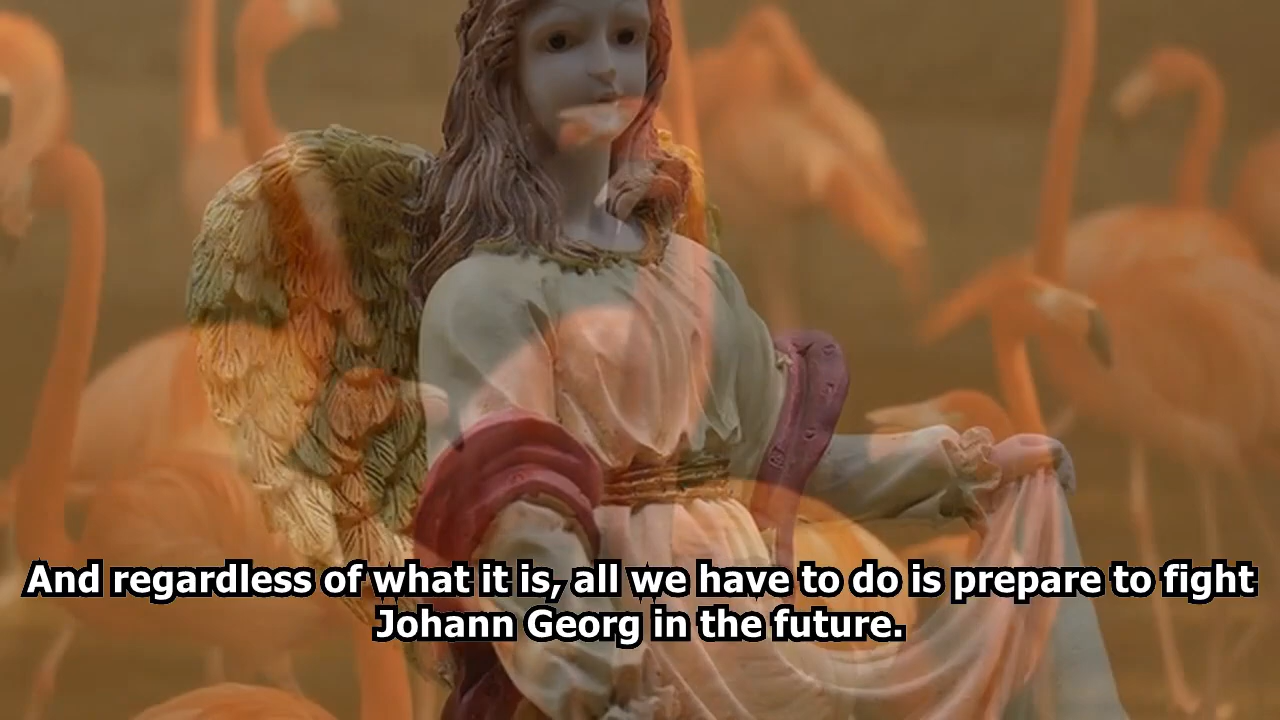 And regardless of what it is, all we have to do is prepare to fight
Johann Georg in the future.